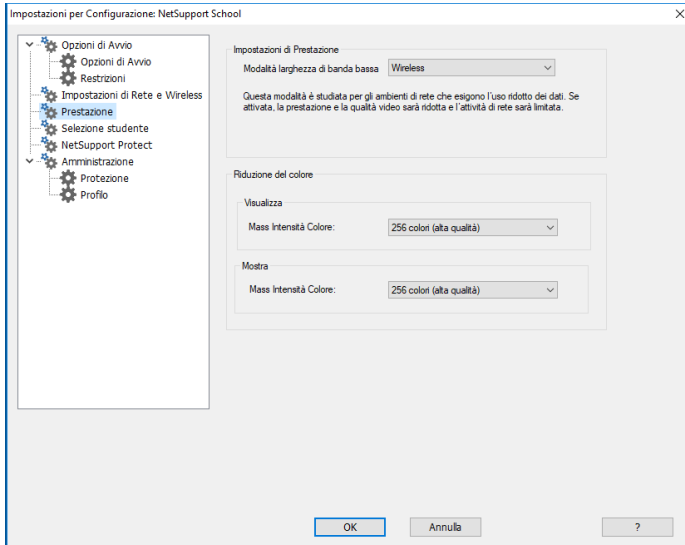 Impostazioni per Configurazione: NetSupport School
Opzioni di Avvio
Opzioni di Avvio
Restrizioni
Impostazioni di Rete e Wireless
Prestazione
Selezione studente
NetSupport Protect
Amministrazione
Protezione
Profilo
Impostazioni di Prestazione
Modalità larghezza di banda bassa Wireless
Questa modalità è studiata per gli ambienti di rete che esigono l'uso ridotto dei dati. Se
attivata, la prestazione e la qualità video sarà ridotta e l'attività di rete sarà limitata.
Riduzione del colore
Visualizza
Mass Intensità Colore: 256 colori (alta qualità)
Mostra
Mass Intensità Colore: 256 colori (alta qualità)
OK Annulla ?